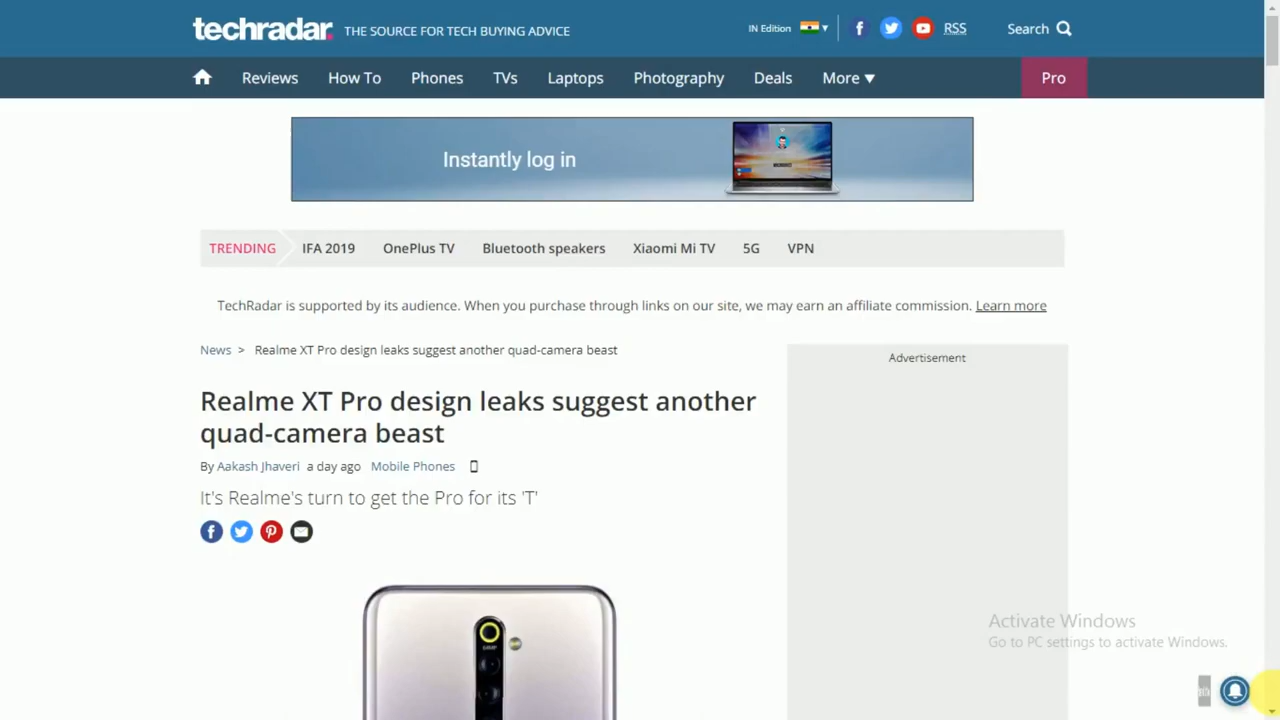 techradar. THE SOURCE FOR TECH BUYING ADVICE IN Edition RSS Search
Reviews How To Phones TVs Laptops Photography Deals More Pro
Instantly log in
TRENDING IFA 2019 OnePlus TV Bluetooth speakers Xiaomi Mi TV 5G VPN
TechRadar is supported by its audience. When you purchase through links on our site, we may earn an affiliate commission. Learn more
News > Realme XT Pro design leaks suggest another quad-camera beast
Advertisement
Realme XT Pro design leaks suggest another
quad-camera beast
By Aakash Jhaveri a day ago Mobile Phones
It's Realme's turn to get the Pro for its 'T'
Activate Windows
Go to PC settings to activate Windows.